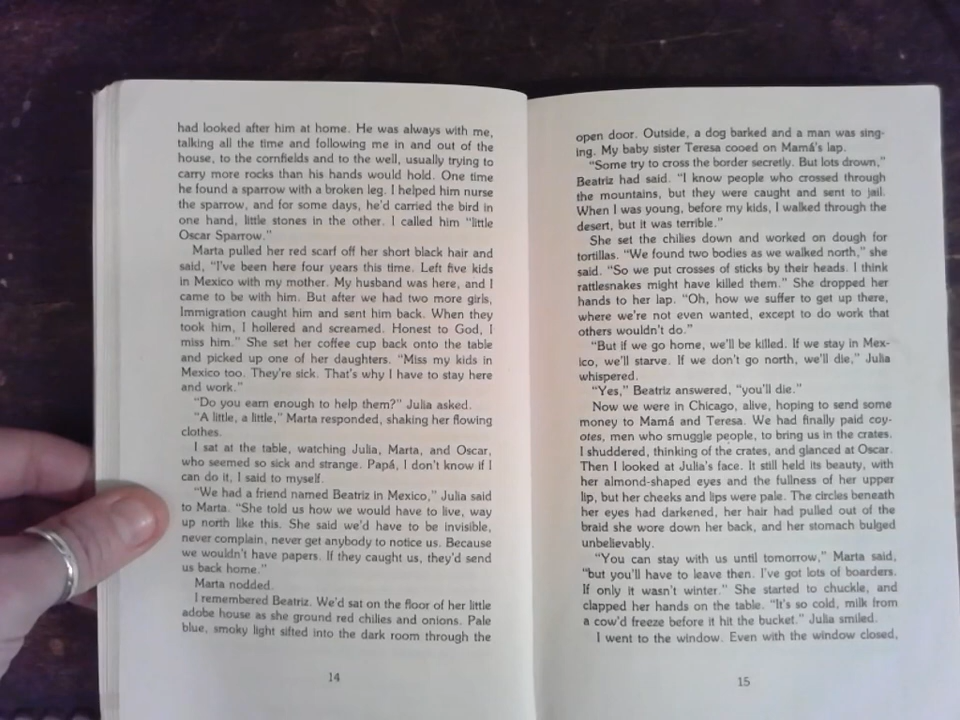 had looked after him at home. He was always with me,
talking all the time and following me in and out of the
house, to the cornfields and to the well, usually trying to
carry more rocks than his hands would hold. One time
he found a sparrow with a broken leg. I helped him nurse
the sparrow, and for some days, he'd carried the bird in
one hand, little stones in the other. I called him "little
Oscar Sparrow."
Marta pulled her red scarf off her short black hair and
said, "I've been here four years this time. Left five kids
in Mexico with my mother. My husband was here, and I
came to be with him. But after we had two more girls,
Immigration caught him and sent him back. When they
took him, I hollered and screamed. Honest to God, I
miss him." She set her coffee cup back onto the table
and picked up one of her daughters. "Miss my kids in
Mexico too. They're sick. That's why I have to stay here
and work."
"Do you earn enough to help them?" Julia asked.
"A little, a little," Marta responded, shaking her flowing
clothes.
I sat at the table, watching Julia, Marta, and Oscar,
who seemed so sick and strange. Papá, I don't know if I
can do it, I said to myself.
"We had a friend named Beatriz in Mexico," Julia said
to Marta. "She told us how we would have to live, way
up north like this. She said we'd have to be invisible,
never complain, never get anybody to notice us. Because
we wouldn't have papers. If they caught us, they'd send
us back home."
Marta nodded.
I remembered Beatriz. We'd sat on the floor of her little
adobe house as she ground red chilies and onions. Pale
blue, smoky light sifted into the dark room through the
14
open door. Outside, a dog barked and a man was sing-
ing. My baby sister Teresa cooed on Mamá's lap.
"Some try to cross the border secretly. But lots drown,"
Beatriz had said. "I know people who crossed through
the mountains, but they were caught and sent to jail.
When I was young, before my kids, I walked through the
desert, but it was terrible."
She set the chilies down and worked on dough for
tortillas. "We found two bodies as we walked north," she
said. "So we put crosses of sticks by their heads. I think
rattlesnakes might have killed them." She dropped her
hands to her lap. "Oh, how we suffer to get up there,
where we're not even wanted, except to do work that
others wouldn't do."
"But if we go home, we'll be killed. If we stay in Mex-
ico, we'll starve. If we don't go north, we'll die," Julia
whispered.
"Yes," Beatriz answered, "you'll die."
Now we were in Chicago, alive, hoping to send some
money to Mamá and Teresa. We had finally paid coy-
otes, men who smuggle people, to bring us in the crates.
I shuddered, thinking of the crates, and glanced at Oscar.
Then I looked at Julia's face. It still held its beauty, with
her almond-shaped eyes and the fullness of her upper
lip, but her cheeks and lips were pale. The circles beneath
her eyes had darkened, her hair had pulled out of the
braid she wore down her back, and her stomach bulged
unbelievably.
"You can stay with us until tomorrow," Marta said,
"but you'll have to leave then. I've got lots of boarders.
If only it wasn't winter." She started to chuckle, and
clapped her hands on the table. "It's so cold, milk from
a cow'd freeze before it hit the bucket." Julia smiled.
I went to the window. Even with the window closed,
15